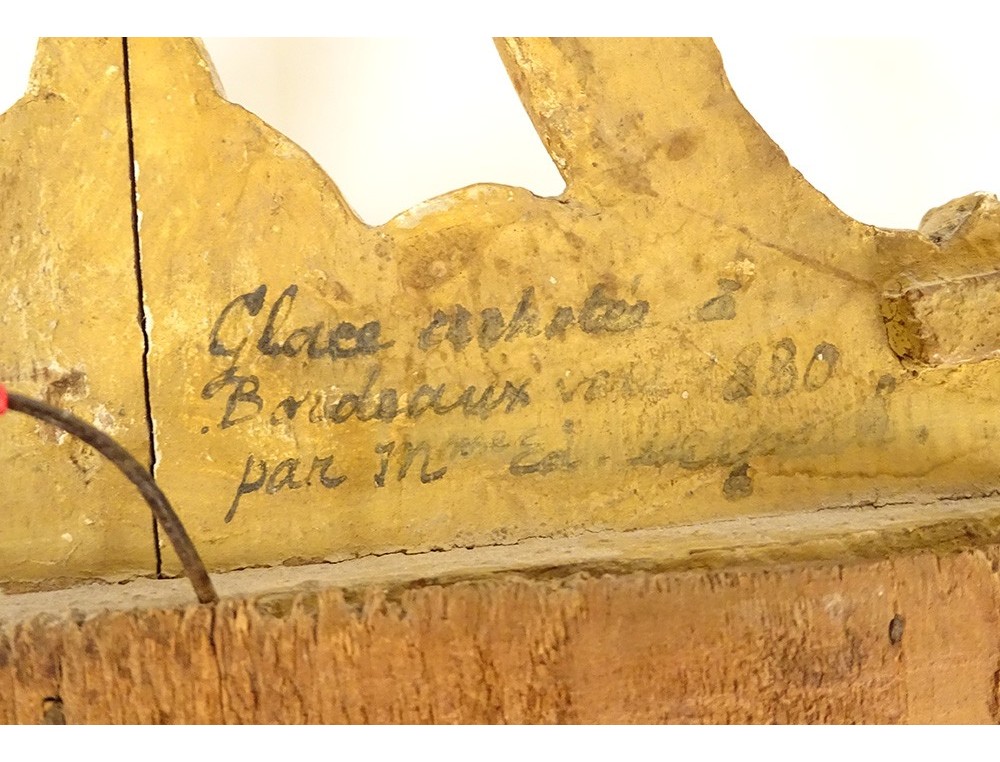 Glace achetée à
Bordeaux vers 1880
par Mme Ed.